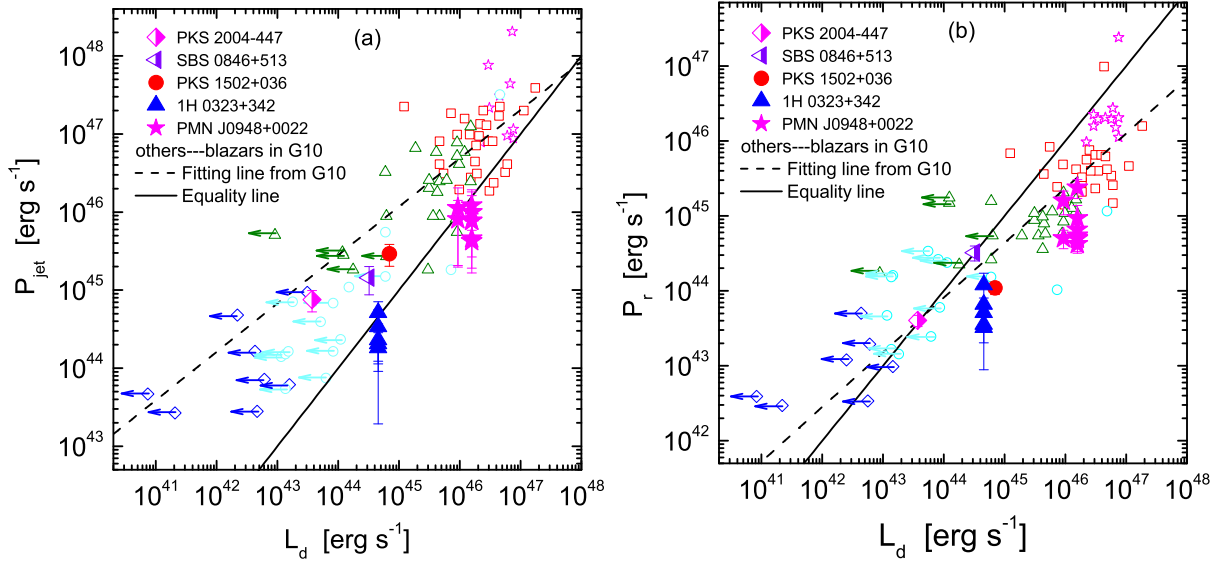 (a)
PKS 2004-447
SBS 0846+513
PKS 1502+036
1H 0323+342
PMN J0948+0022
others---blazars in G10
Fitting line from G10
Equality line
10^48
10^47
10^46
10^45
10^44
10^43
P_jet [erg s^-1]
10^41 10^42 10^43 10^44 10^45 10^46 10^47 10^48
L_d [erg s^-1]
(b)
PKS 2004-447
SBS 0846+513
PKS 1502+036
1H 0323+342
PMN J0948+0022
others---blazars in G10
Fitting line from G10
Equality line
10^47
10^46
10^45
10^44
10^43
10^42
P_r [erg s^-1]
10^41 10^42 10^43 10^44 10^45 10^46 10^47 10^48
L_d [erg s^-1]